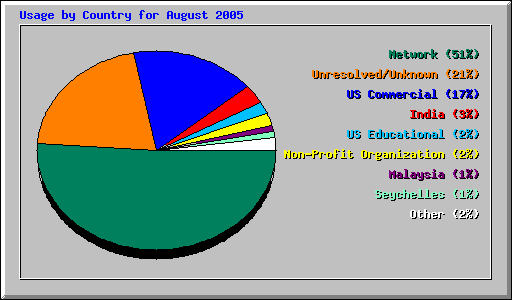 Usage by Country for August 2005
Network (51%)
Unresolved/Unknown (21%)
US Commercial (17%)
India (3%)
US Educational (2%)
Non-Profit Organization (2%)
Malaysia (1%)
Seychelles (1%)
Other (2%)